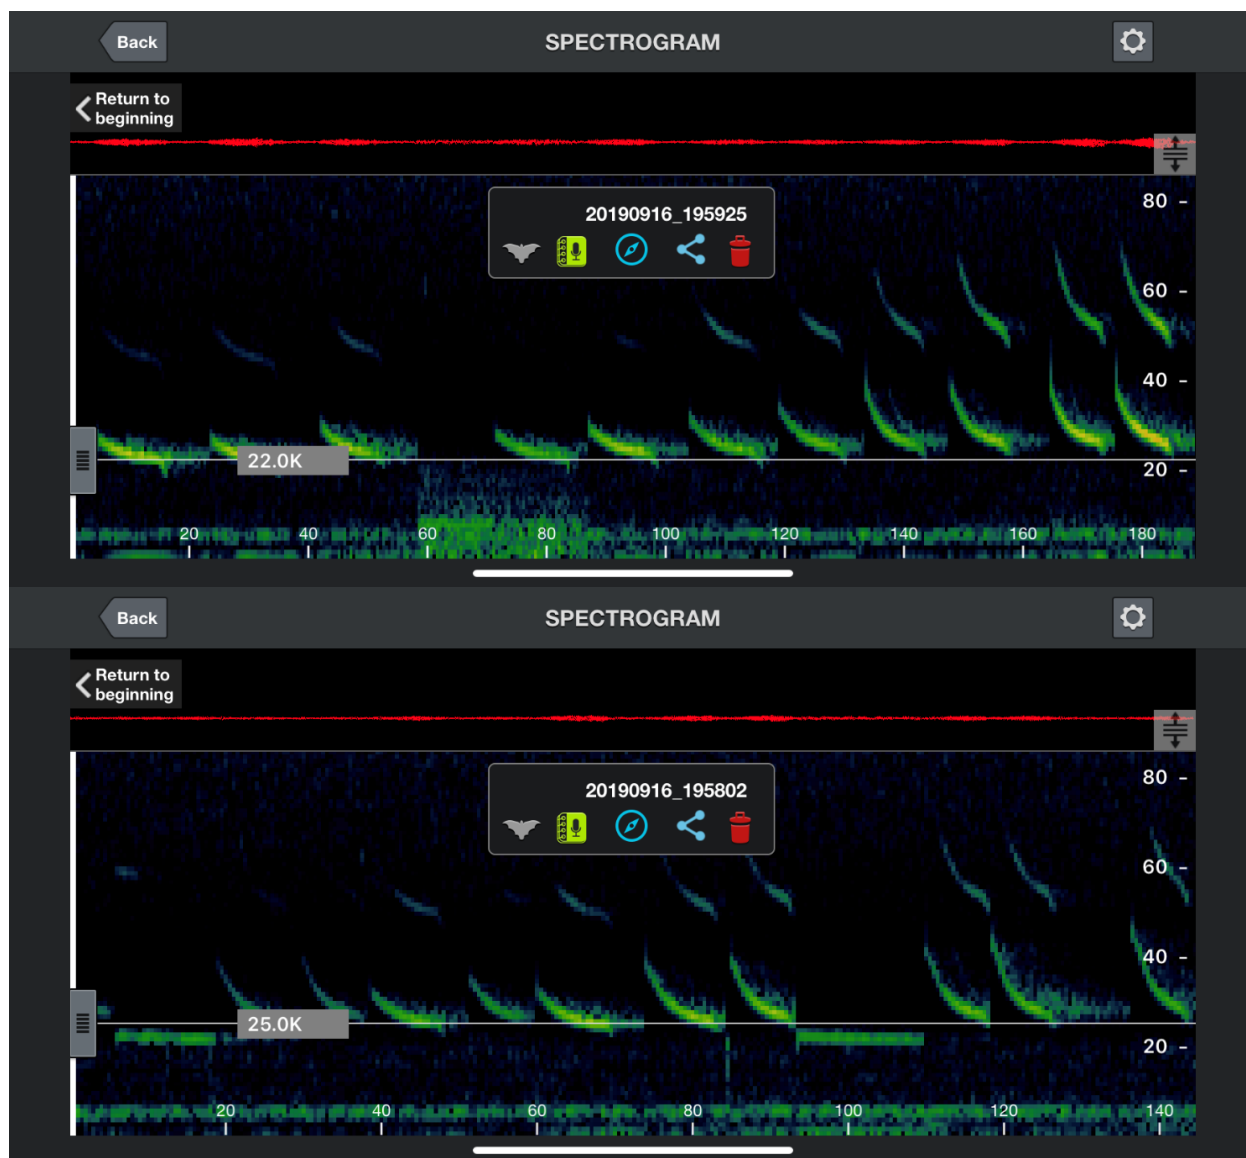 Back
SPECTROGRAM
Return to
beginning
20190916_195925
80
60
40
22.0K
20
20 40 60 80 100 120 140 160 180
Back
SPECTROGRAM
Return to
beginning
20190916_195802
80
60
40
25.0K
20
20 40 60 80 100 120 140